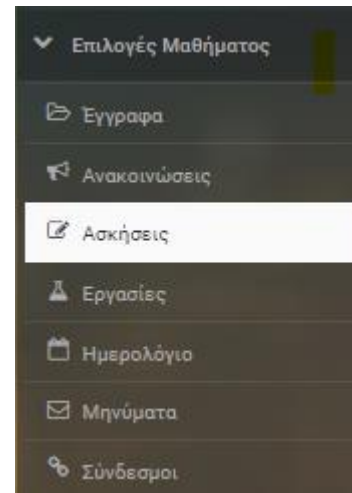 Επιλογές Μαθήματος
Έγγραφα
Ανακοινώσεις
Ασκήσεις
Εργασίες
Ημερολόγιο
Μηνύματα
Σύνδεσμοι